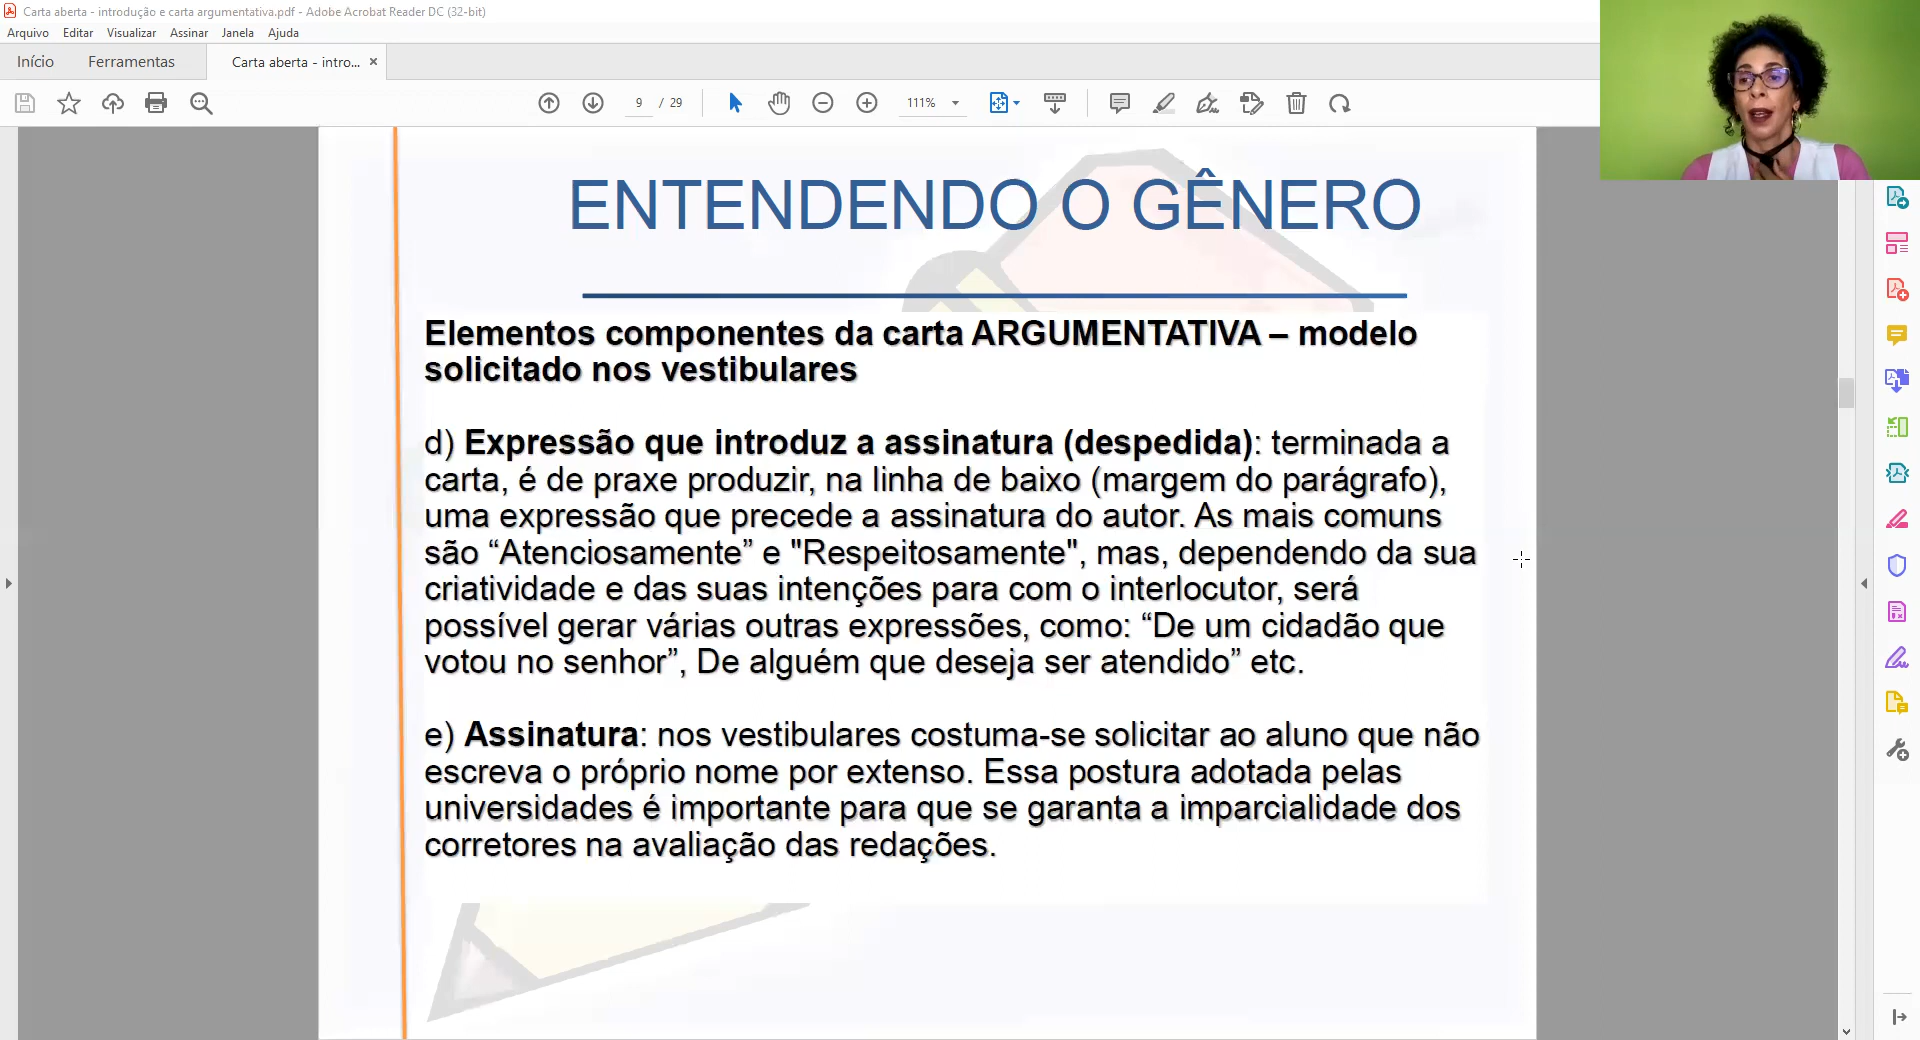 Carta aberta - introdução e carta argumentativa.pdf - Adobe Acrobat Reader DC (32-bit)
Arquivo Editar Visualizar Assinar Janela Ajuda
Início Ferramentas Carta aberta - intro... ×
9 / 29 111%
ENTENDENDO O GÊNERO
Elementos componentes da carta ARGUMENTATIVA – modelo
solicitado nos vestibulares
d) Expressão que introduz a assinatura (despedida): terminada a
carta, é de praxe produzir, na linha de baixo (margem do parágrafo),
uma expressão que precede a assinatura do autor. As mais comuns
são “Atenciosamente” e "Respeitosamente", mas, dependendo da sua
criatividade e das suas intenções para com o interlocutor, será
possível gerar várias outras expressões, como: “De um cidadão que
votou no senhor”, De alguém que deseja ser atendido” etc.
e) Assinatura: nos vestibulares costuma-se solicitar ao aluno que não
escreva o próprio nome por extenso. Essa postura adotada pelas
universidades é importante para que se garanta a imparcialidade dos
corretores na avaliação das redações.